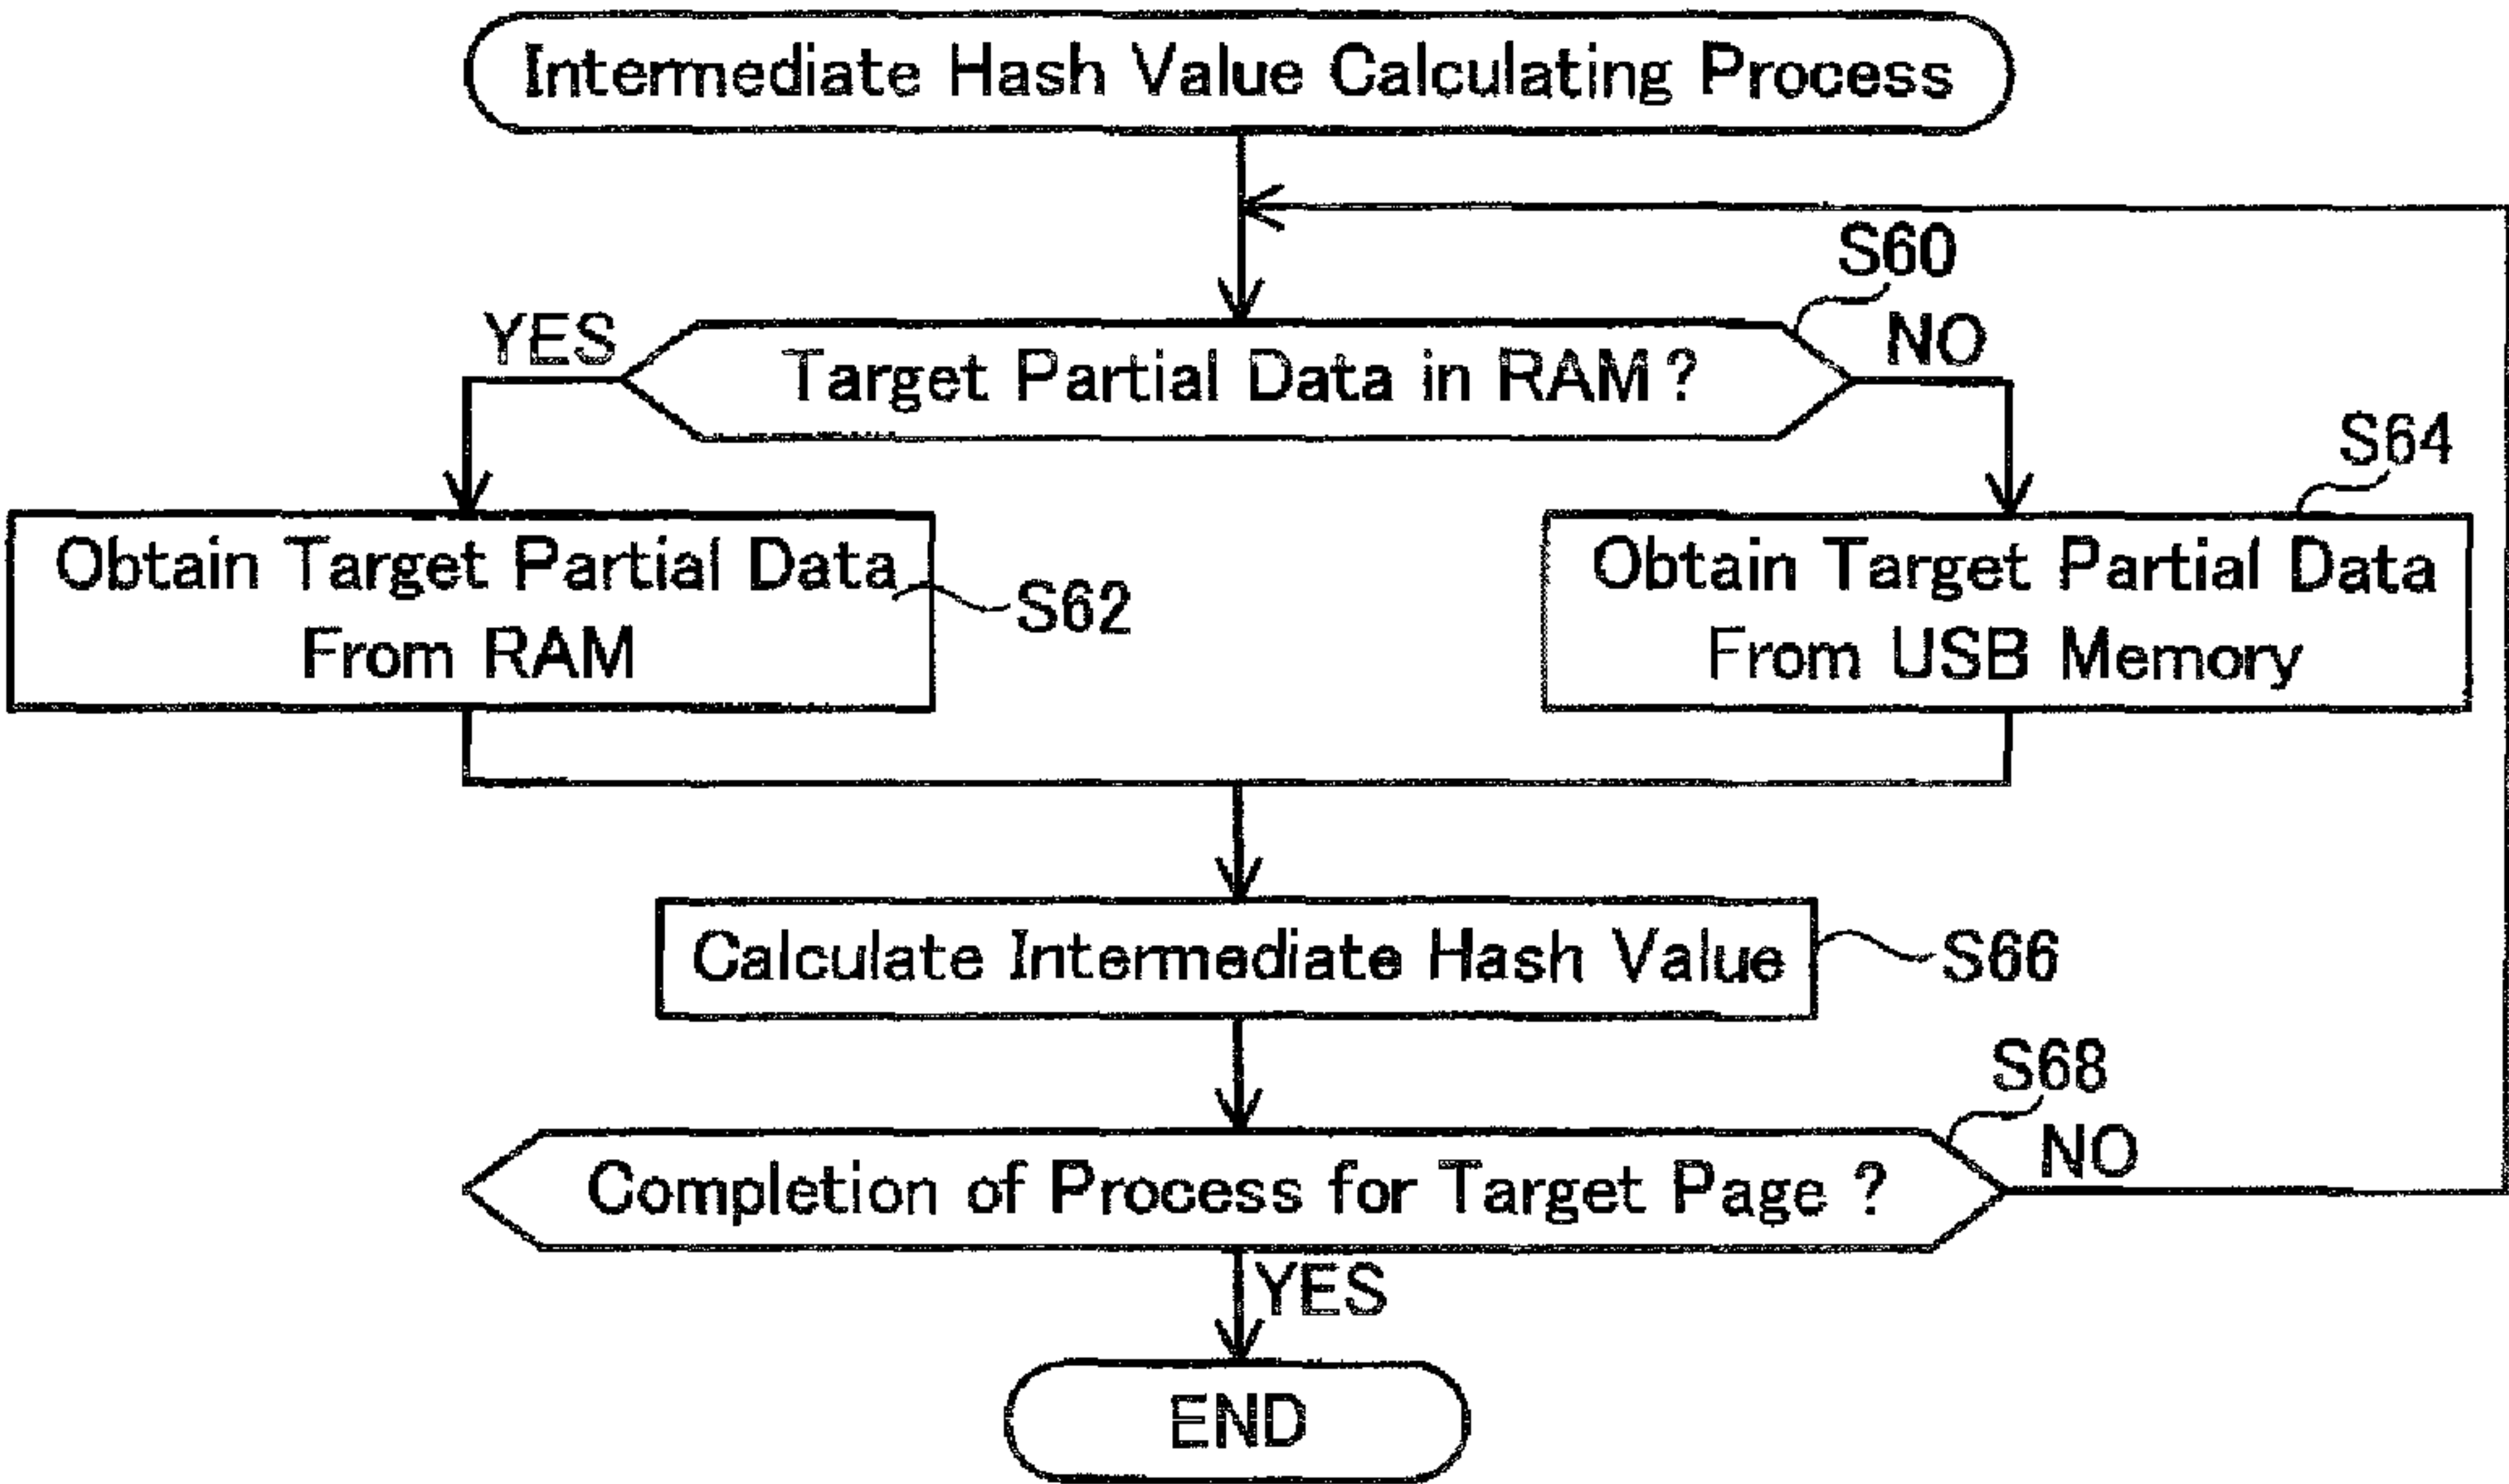 Intermediate Hash Value Calculating Process
S60
YES
NO
Target Partial Data in RAM?
S64
Obtain Target Partial Data
From RAM
S62
Obtain Target Partial Data
From USB Memory
Calculate Intermediate Hash Value
S66
S68
NO
Completion of Process for Target Page ?
YES
END